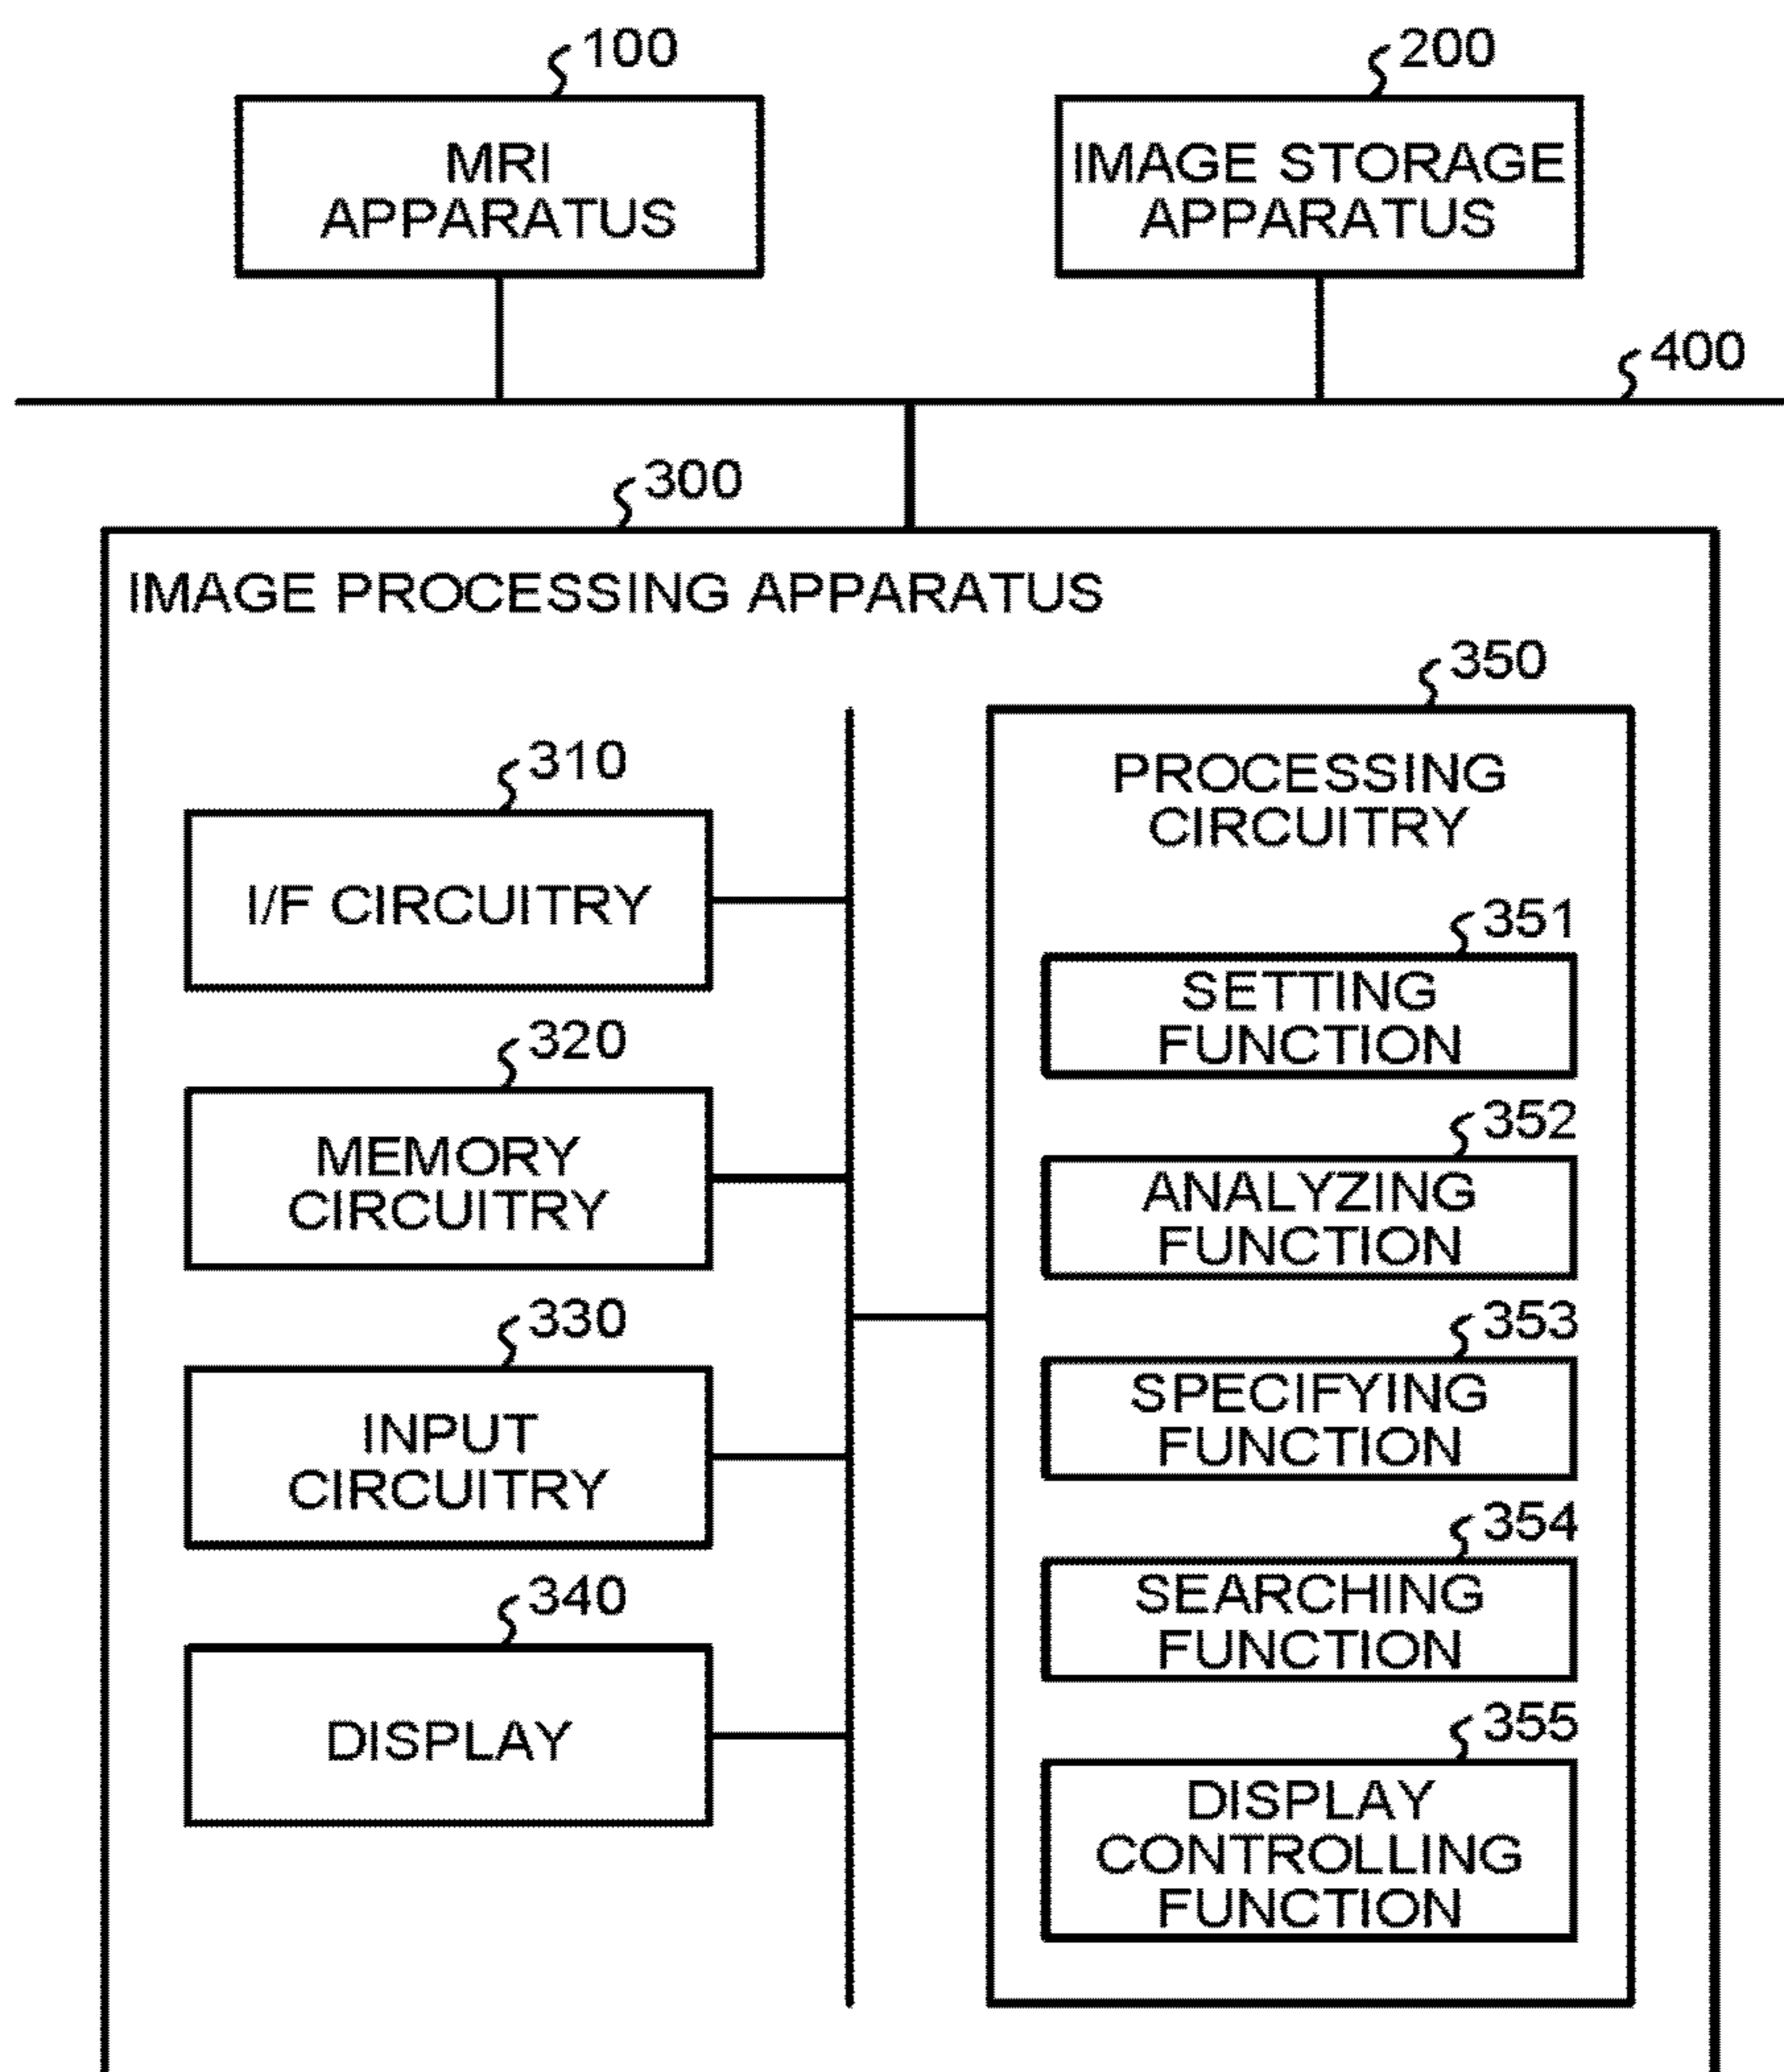 100
MRI
APPARATUS
200
IMAGE STORAGE
APPARATUS
400
300
IMAGE PROCESSING APPARATUS
310
I/F CIRCUITRY
320
MEMORY
CIRCUITRY
330
INPUT
CIRCUITRY
340
DISPLAY
350
PROCESSING
CIRCUITRY
351
SETTING
FUNCTION
352
ANALYZING
FUNCTION
353
SPECIFYING
FUNCTION
354
SEARCHING
FUNCTION
355
DISPLAY
CONTROLLING
FUNCTION